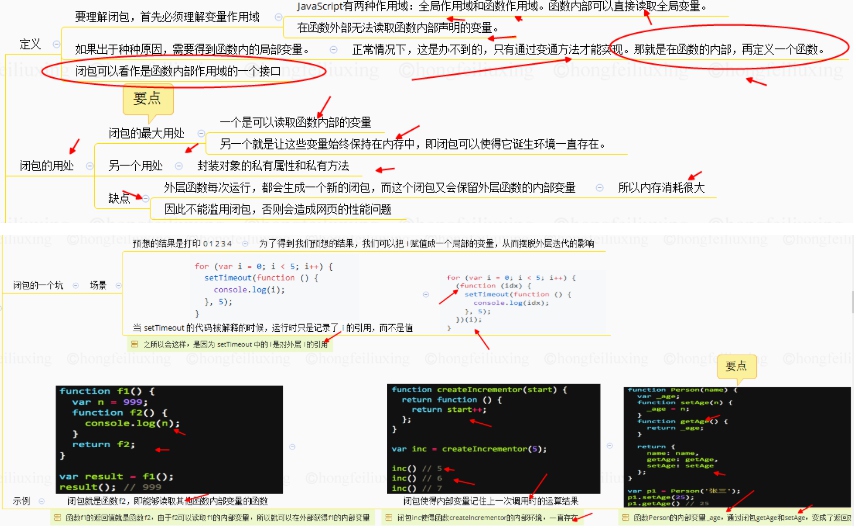 JavaScript有两种作用域：全局作用域和函数作用域。函数内部可以直接读取全局变量。
要理解闭包，首先必须理解变量作用域
在函数外部无法读取函数内部声明的变量。
定义
如果出于种种原因，需要得到函数内的局部变量。
正常情况下，这是办不到的，只有通过变通方法才能实现。那就是在函数的内部，再定义一个函数。
闭包可以看作是函数内部作用域的一个接口
©hongfeiliuxing
要点
一个是可以读取函数内部的变量
闭包的最大用处
另一个就是让这些变量始终保持在内存中，即闭包可以使得它诞生环境一直存在。
闭包的用处
另一个用处
封装对象的私有属性和私有方法
外层函数每次运行，都会生成一个新的闭包，而这个闭包又会保留外层函数的内部变量
所以内存消耗很大
缺点
因此不能滥用闭包，否则会造成网页的性能问题
预想的结果是打印 0 1 2 3 4
为了得到我们预想的结果，我们可以把 i 赋值成一个局部的变量，从而摆脱外层迭代的影响
闭包的一个坑
场景
for (var i = 0; i < 5; i++) {
setTimeout(function () {
console.log(i);
}, 5);
}
for (var i = 0; i < 5; i++) {
(function (idx) {
setTimeout(function () {
console.log(idx);
}, 5);
})(i);
}
当 setTimeout 的代码被解释的时候，运行时只是记录了 i 的引用，而不是值
之所以会这样，是因为 setTimeout 中的 i 是对外层 i 的引用
©hongfeiliuxing
要点
function f1() {
var n = 999;
function f2() {
console.log(n);
}
return f2;
}
var result = f1();
result(); // 999
function createIncrementor(start) {
return function () {
return start++;
};
}
var inc = createIncrementor(5);
inc() // 5
inc() // 6
inc() // 7
function Person(name) {
var _age;
function setAge(n) {
_age = n;
}
function getAge() {
return _age;
}
return {
name: name,
getAge: getAge,
setAge: setAge
};
}
var p1 = Person('张三');
p1.setAge(25);
p1.getAge() // 25
示例
闭包就是函数f2，即能够读取其他函数内部变量的函数
闭包使得内部变量记住上一次调用时的运算结果
函数f1的返回值就是函数f2，由于f2可以读取f1的内部变量，所以就可以在外部获得f1的内部变量
闭包inc使得函数createIncrementor的内部环境，一直存在
函数Person的内部变量_age，通过闭包getAge和setAge，变成了返回